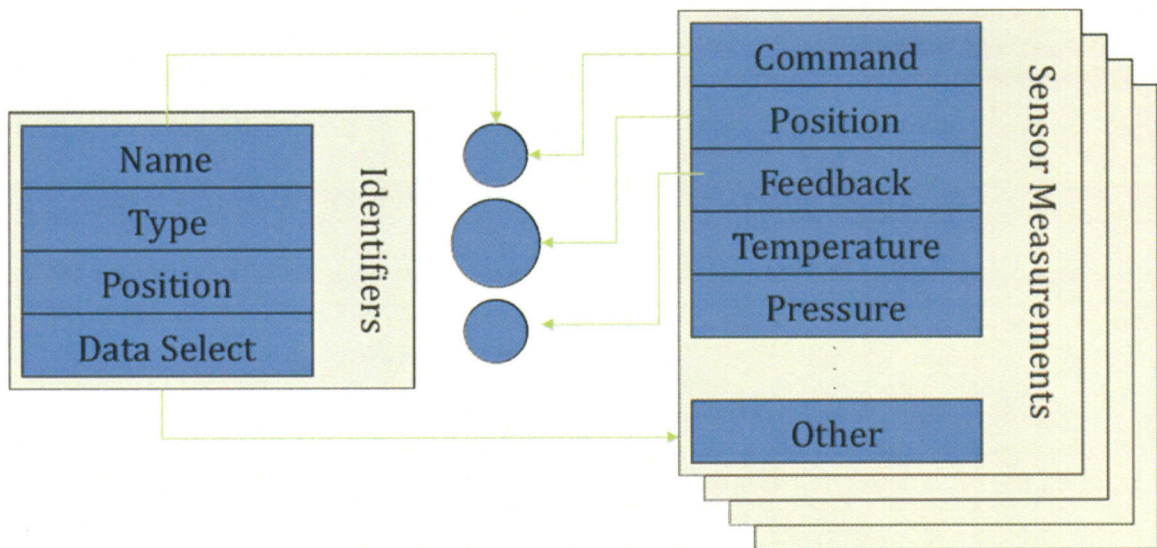 Name
Type
Position
Data Select
Identifiers
Command
Position
Feedback
Temperature
Pressure
Other
Sensor Measurements